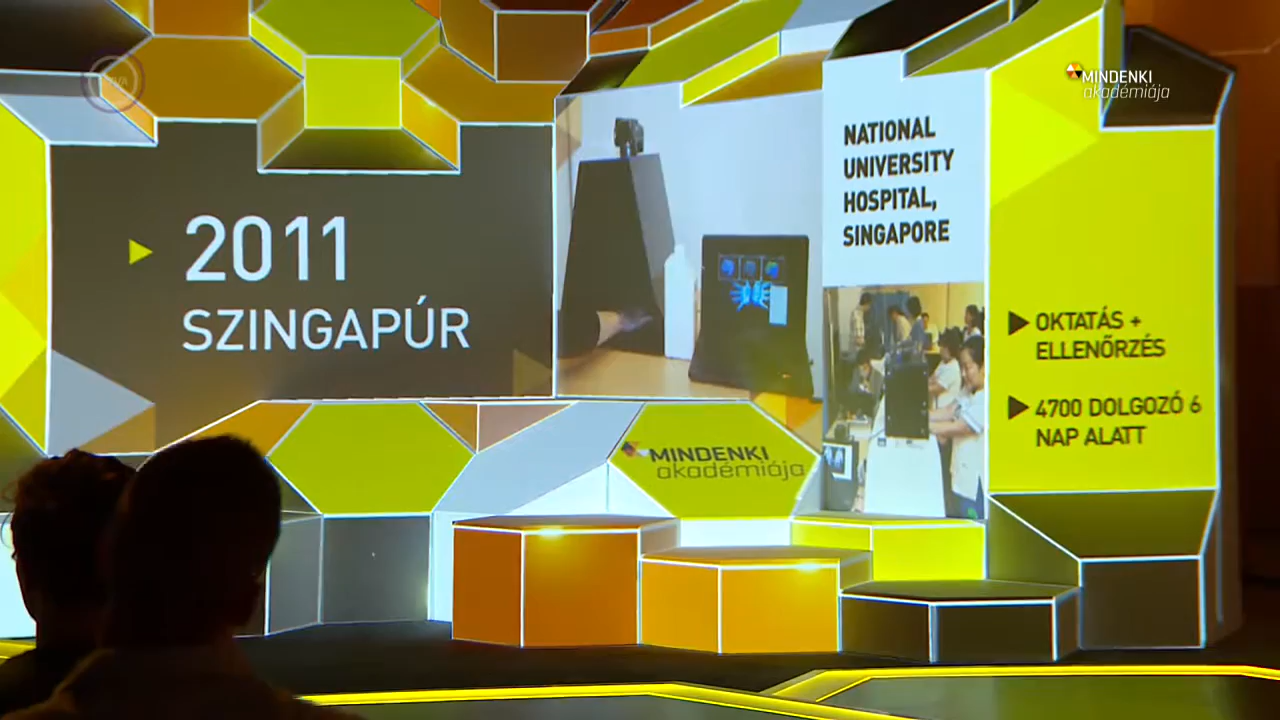 MINDENKI
akadémiája
2011
SZINGAPÚR
NATIONAL
UNIVERSITY
HOSPITAL,
SINGAPORE
OKTATÁS +
ELLENŐRZÉS
4700 DOLGOZÓ 6
NAP ALATT
MINDENKI
akadémiája